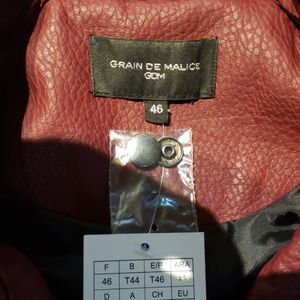 GRAIN DE MALICE
GDM
46
F B E/P ARA
46 T44 T46
D A CH EU